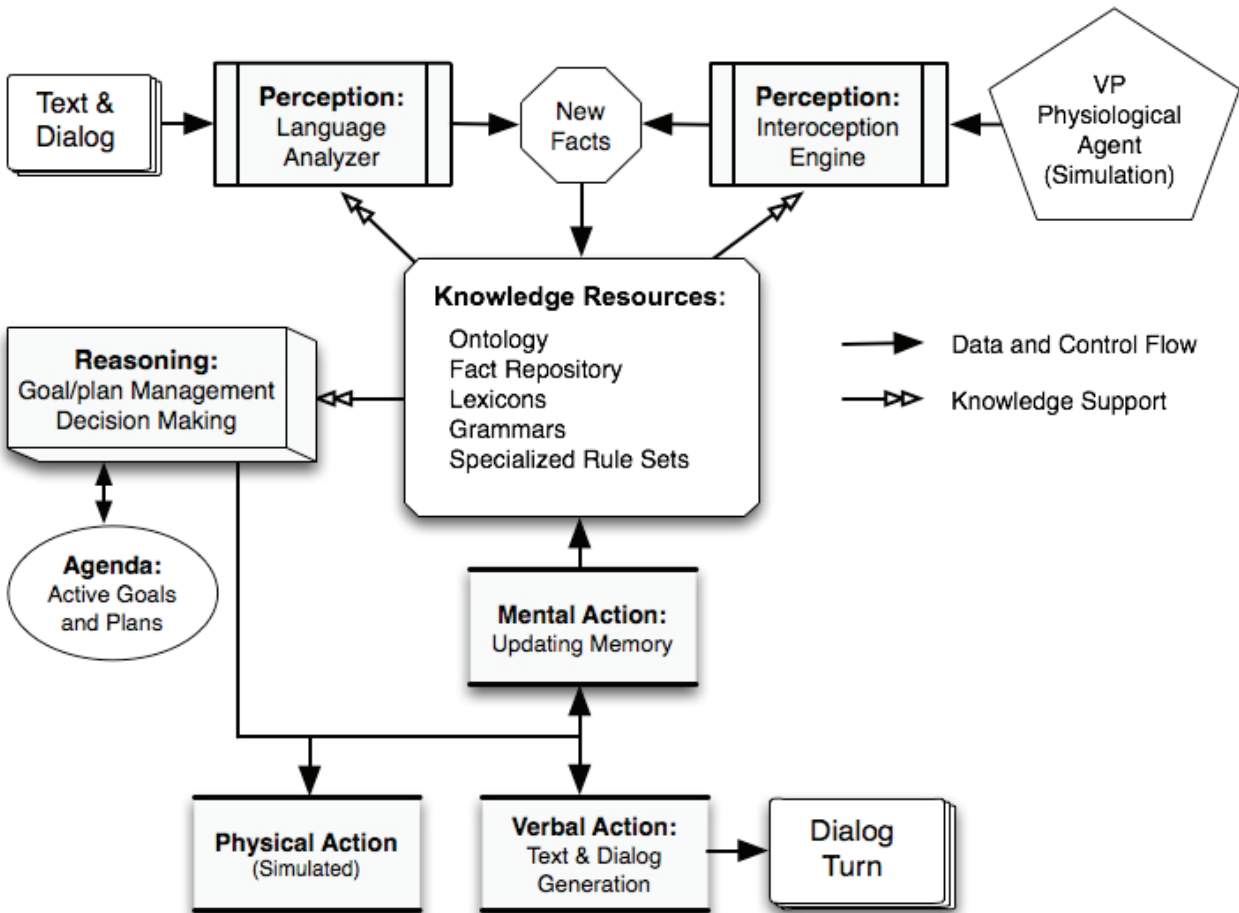 Text &
Dialog
Perception:
Language
Analyzer
New
Facts
Perception:
Interoception
Engine
VP
Physiological
Agent
(Simulation)
Knowledge Resources:
Ontology
Fact Repository
Lexicons
Grammars
Specialized Rule Sets
Reasoning:
Goal/plan Management
Decision Making
Data and Control Flow
Knowledge Support
Agenda:
Active Goals
and Plans
Mental Action:
Updating Memory
Physical Action
(Simulated)
Verbal Action:
Text & Dialog
Generation
Dialog
Turn